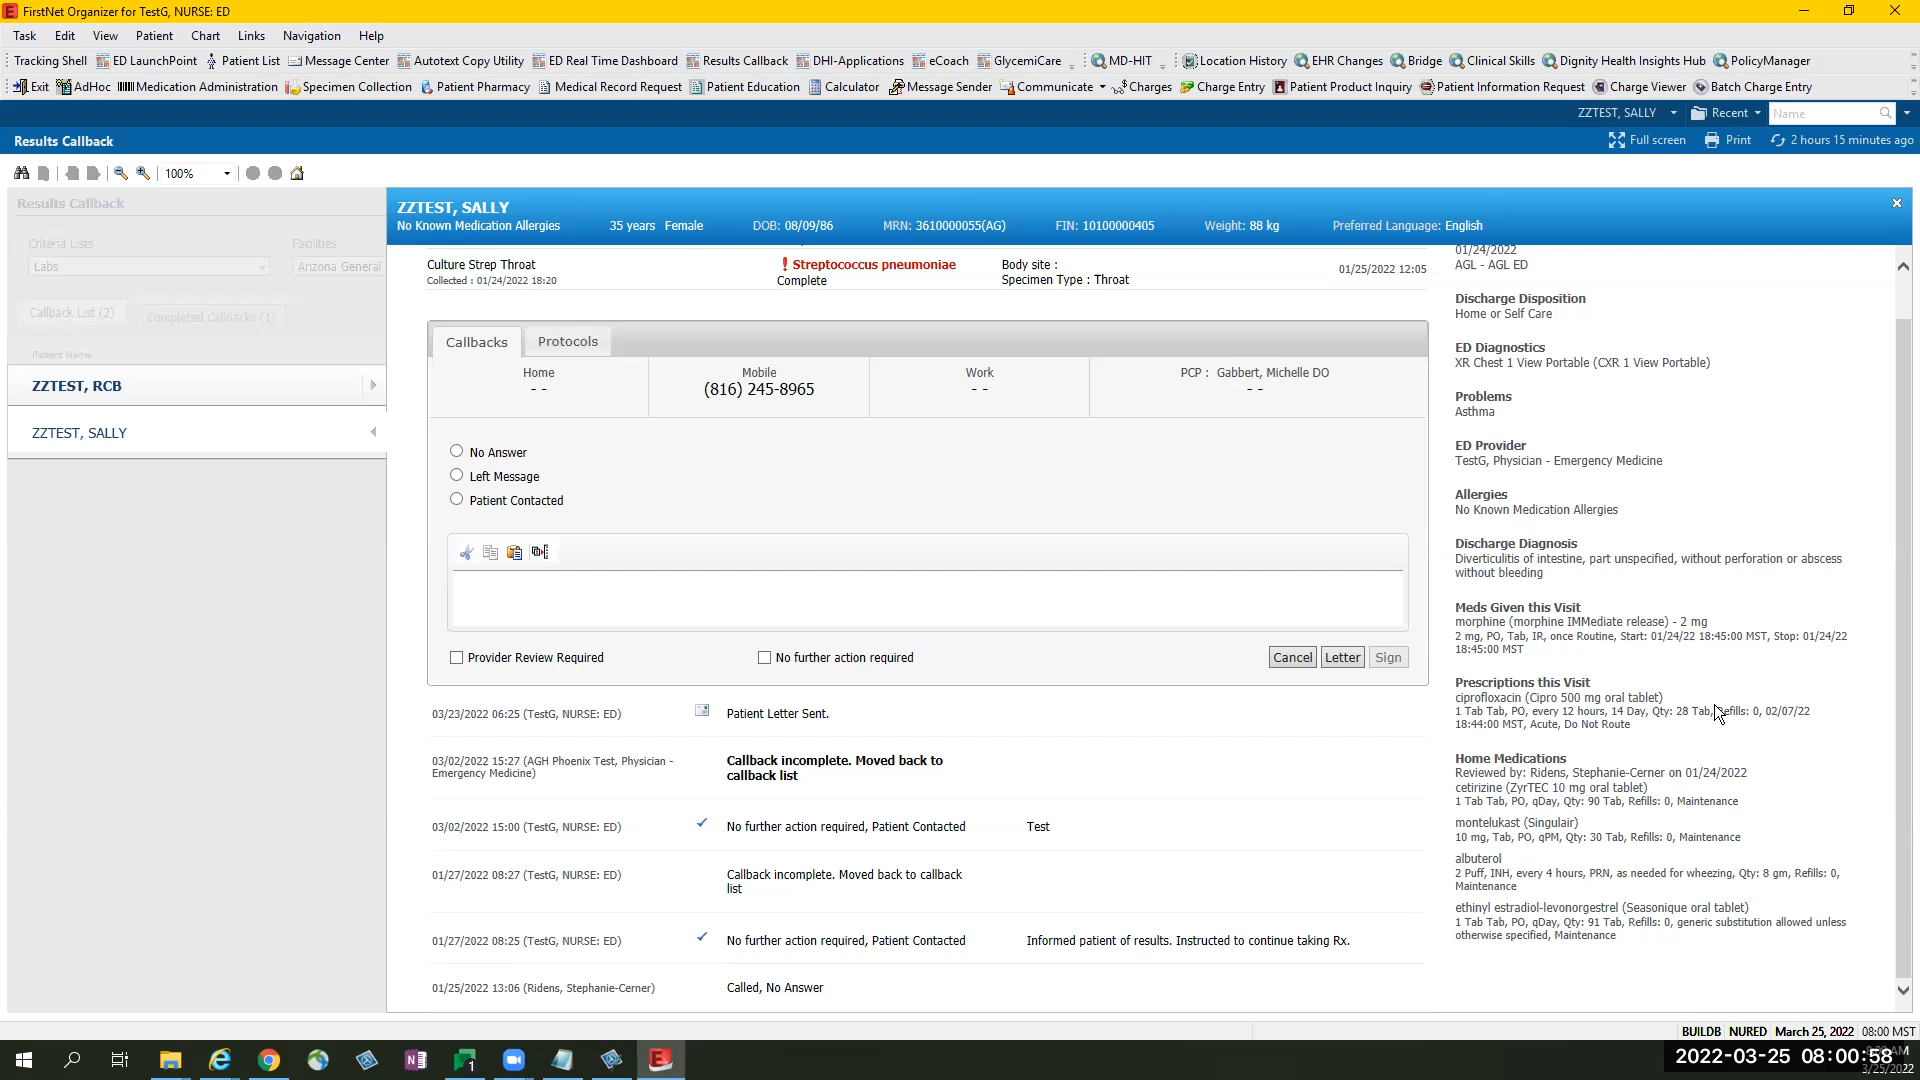 FirstNet Organizer for TestG, NURSE: ED
Task Edit View Patient Chart Links Navigation Help
Tracking Shell ED LaunchPoint Patient List Message Center Autotext Copy Utility ED Real Time Dashboard Results Callback DHI-Applications eCoach GlycemiCare MD-HIT Location History EHR Changes Bridge Clinical Skills Dignity Health Insights Hub PolicyManager
Exit AdHoc Medication Administration Specimen Collection Patient Pharmacy Medical Record Request Patient Education Calculator Message Sender Communicate Charges Charge Entry Patient Product Inquiry Patient Information Request Charge Viewer Batch Charge Entry
ZZTEST, SALLY Recent Name
Results Callback Full screen Print 2 hours 15 minutes ago
100%
Results Callback
Criteria Lists Facilities
Labs Arizona General
Callback List (2) Completed Callbacks (1)
Patient Name
ZZTEST, RCB
ZZTEST, SALLY
ZZTEST, SALLY
No Known Medication Allergies 35 years Female DOB: 08/09/86 MRN: 3610000055(AG) FIN: 10100000405 Weight: 88 kg Preferred Language: English
Culture Strep Throat ! Streptococcus pneumoniae Body site : 01/25/2022 12:05
Collected : 01/24/2022 18:20 Complete Specimen Type : Throat
Callbacks Protocols
Home Mobile Work PCP : Gabbert, Michelle DO
- - (816) 245-8965 - - - -
No Answer
Left Message
Patient Contacted
Provider Review Required No further action required Cancel Letter Sign
03/23/2022 06:25 (TestG, NURSE: ED) Patient Letter Sent.
03/02/2022 15:27 (AGH Phoenix Test, Physician - Callback incomplete. Moved back to
Emergency Medicine) callback list
03/02/2022 15:00 (TestG, NURSE: ED) No further action required, Patient Contacted Test
01/27/2022 08:27 (TestG, NURSE: ED) Callback incomplete. Moved back to callback
list
01/27/2022 08:25 (TestG, NURSE: ED) No further action required, Patient Contacted Informed patient of results. Instructed to continue taking Rx.
01/25/2022 13:06 (Ridens, Stephanie-Cerner) Called, No Answer
01/24/2022
AGL - AGL ED
Discharge Disposition
Home or Self Care
ED Diagnostics
XR Chest 1 View Portable (CXR 1 View Portable)
Problems
Asthma
ED Provider
TestG, Physician - Emergency Medicine
Allergies
No Known Medication Allergies
Discharge Diagnosis
Diverticulitis of intestine, part unspecified, without perforation or abscess
without bleeding
Meds Given this Visit
morphine (morphine IMMediate release) - 2 mg
2 mg, PO, Tab, IR, once Routine, Start: 01/24/22 18:45:00 MST, Stop: 01/24/22
18:45:00 MST
Prescriptions this Visit
ciprofloxacin (Cipro 500 mg oral tablet)
1 Tab Tab, PO, every 12 hours, 14 Day, Qty: 28 Tab, Refills: 0, 02/07/22
18:44:00 MST, Acute, Do Not Route
Home Medications
Reviewed by: Ridens, Stephanie-Cerner on 01/24/2022
cetirizine (ZyrTEC 10 mg oral tablet)
1 Tab Tab, PO, qDay, Qty: 90 Tab, Refills: 0, Maintenance
montelukast (Singulair)
10 mg, Tab, PO, qPM, Qty: 30 Tab, Refills: 0, Maintenance
albuterol
2 Puff, INH, every 4 hours, PRN, as needed for wheezing, Qty: 8 gm, Refills: 0,
Maintenance
ethinyl estradiol-levonorgestrel (Seasonique oral tablet)
1 Tab Tab, PO, qDay, Qty: 91 Tab, Refills: 0, generic substitution allowed unless
otherwise specified, Maintenance
BUILDB NURED March 25, 2022 08:00 MST
2022-03-25 08:00:58
3/25/2022